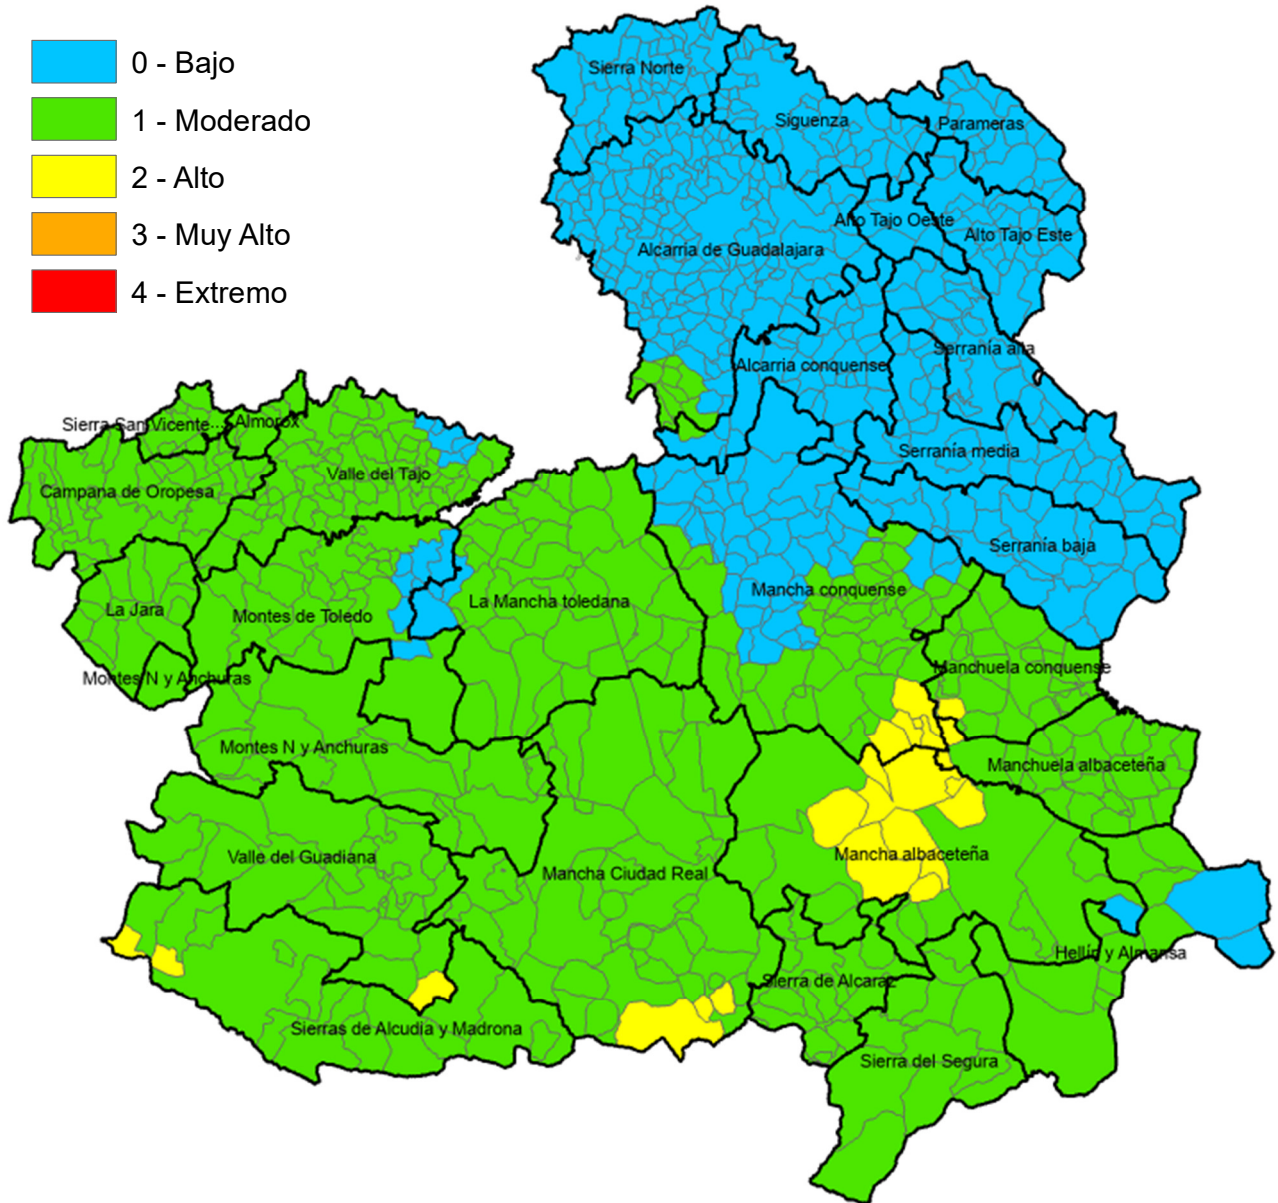 0 - Bajo
1 - Moderado
2 - Alto
3 - Muy Alto
4 - Extremo
Sierra Norte
Siguenza
Parameras
Alto Tajo Oeste
Alto Tajo Este
Alcarria de Guadalajara
Serranía alta
Alcarria conquense
Sierra San Vicente...
Almorox
Serranía media
Valle del Tajo
Campana de Oropesa
Serranía baja
Mancha conquense
La Mancha toledana
La Jara
Montes de Toledo
Manchuela conquense
Montes N y Anchuras
Montes N y Anchuras
Manchuela albaceteña
Valle del Guadiana
Mancha albaceteña
Mancha Ciudad Real
Hellín y Almansa
Sierra de Alcaraz
Sierras de Alcudia y Madrona
Sierra del Segura